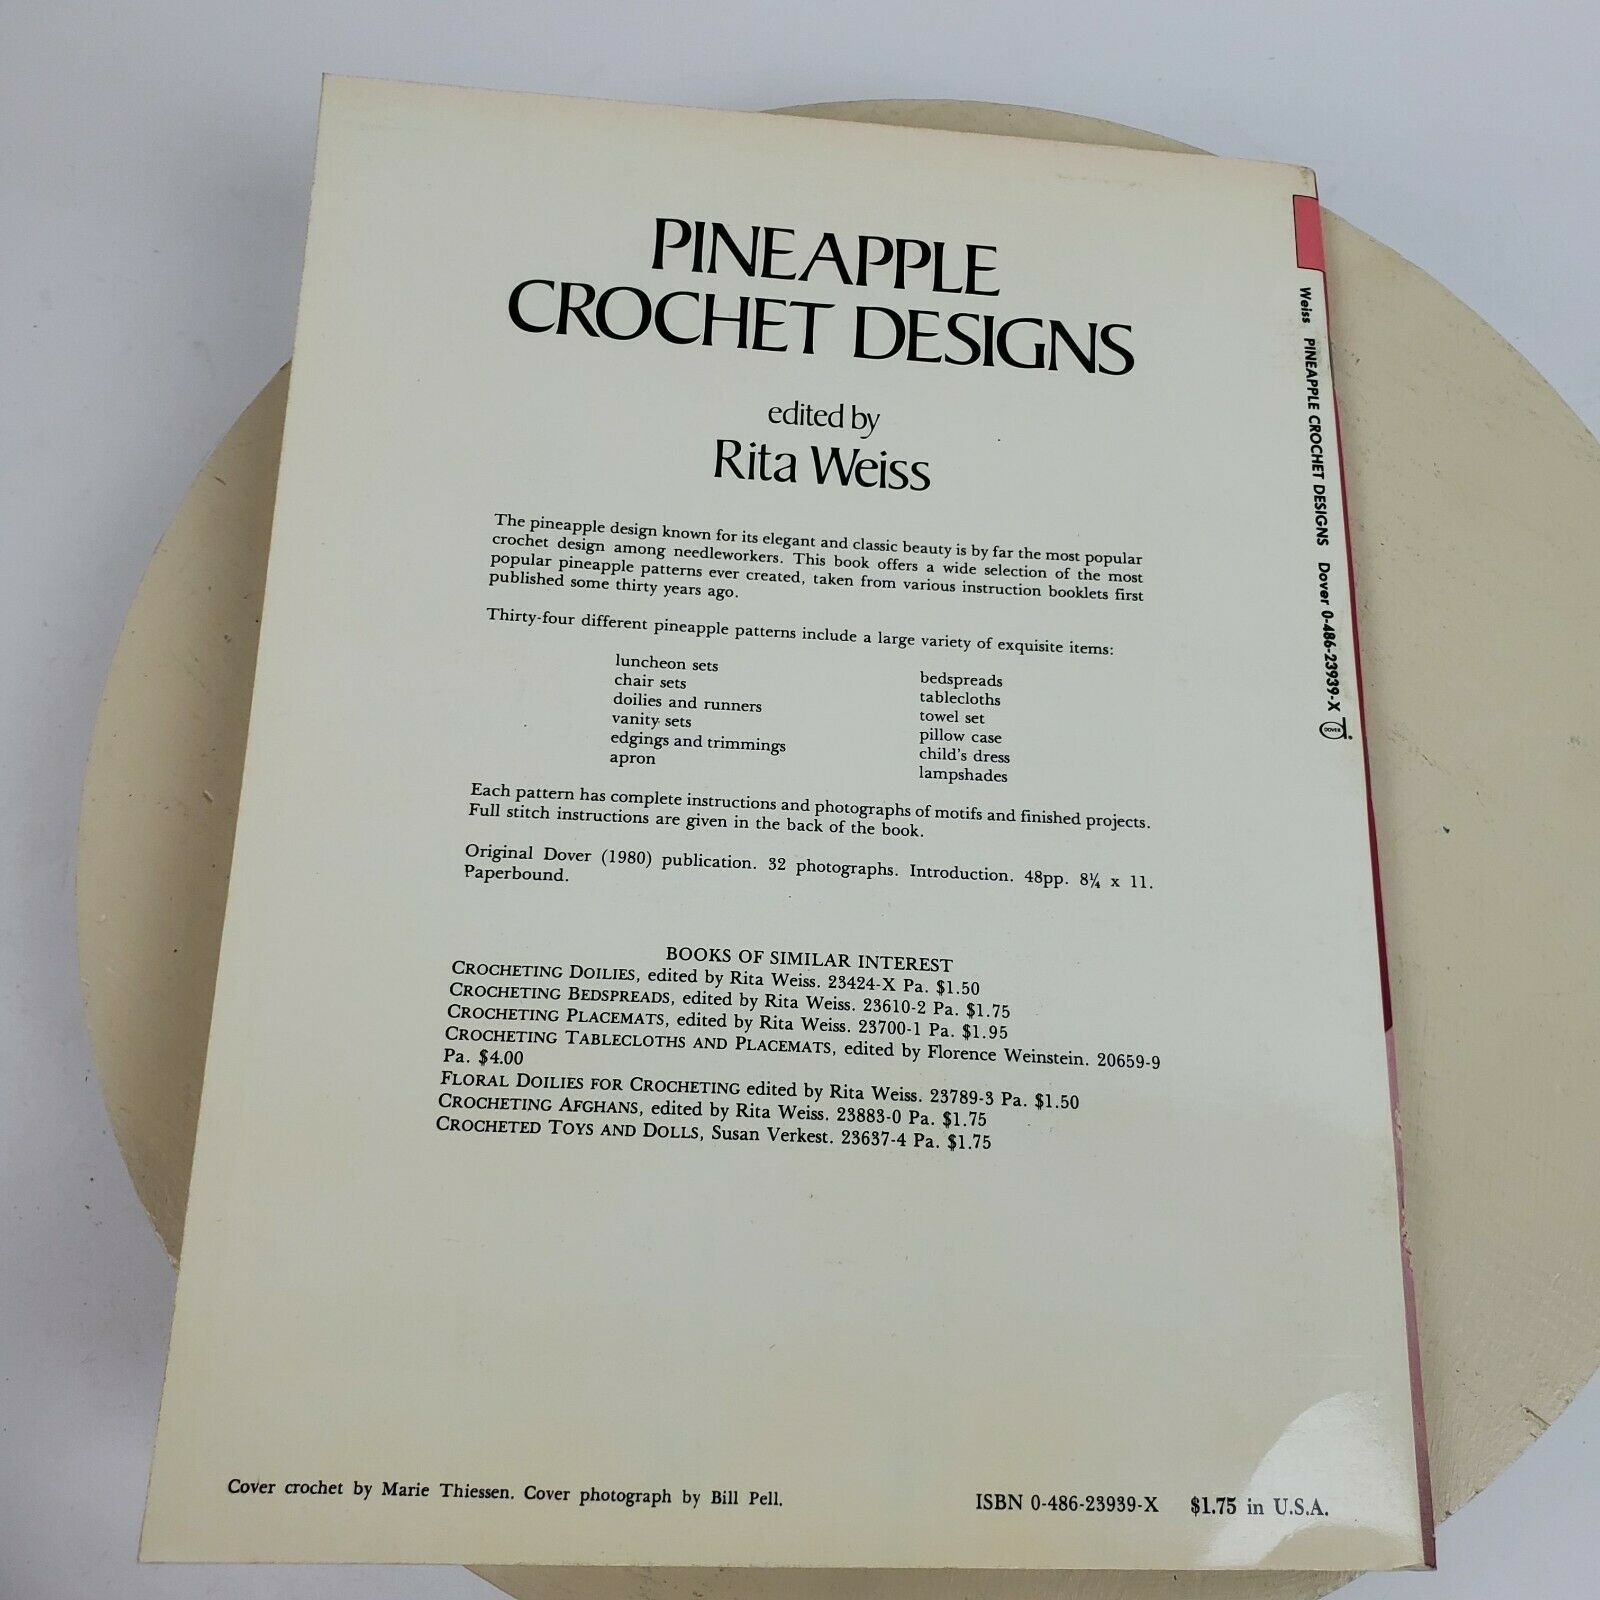 PINEAPPLE
CROCHET DESIGNS
edited by
Rita Weiss
The pineapple design known for its elegant and classic beauty is by far the most popular
crochet design among needleworkers. This book offers a wide selection of the most
popular pineapple patterns ever created, taken from various instruction booklets first
published some thirty years ago.
Thirty-four different pineapple patterns include a large variety of exquisite items:
luncheon sets
chair sets
doilies and runners
vanity sets
edgings and trimmings
apron
bedspreads
tablecloths
towel set
pillow case
child's dress
lampshades
Each pattern has complete instructions and photographs of motifs and finished projects.
Full stitch instructions are given in the back of the book.
Original Dover (1980) publication. 32 photographs. Introduction. 48pp. 8¼ x 11.
Paperbound.
BOOKS OF SIMILAR INTEREST
CROCHETING DOILIES, edited by Rita Weiss. 23424-X Pa. $1.50
CROCHETING BEDSPREADS, edited by Rita Weiss. 23610-2 Pa. $1.75
CROCHETING PLACEMATS, edited by Rita Weiss. 23700-1 Pa. $1.95
CROCHETING TABLECLOTHS AND PLACEMATS, edited by Florence Weinstein. 20659-9
Pa. $4.00
FLORAL DOILIES FOR CROCHETING edited by Rita Weiss. 23789-3 Pa. $1.50
CROCHETING AFGHANS, edited by Rita Weiss. 23883-0 Pa. $1.75
CROCHETED TOYS AND DOLLS, Susan Verkest. 23637-4 Pa. $1.75
Cover crochet by Marie Thiessen. Cover photograph by Bill Pell.
ISBN 0-486-23939-X $1.75 in U.S.A.
Weiss PINEAPPLE CROCHET DESIGNS Dover 0-486-23939-X
DOVER